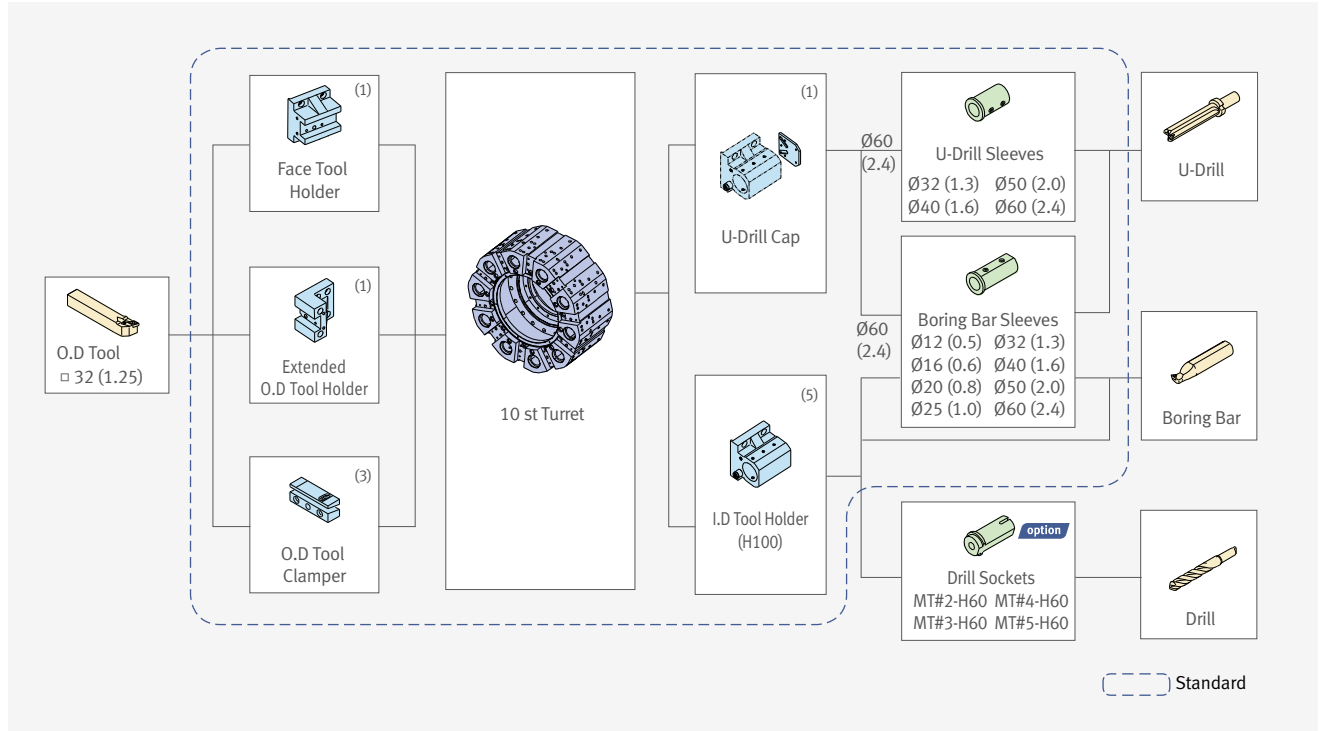 O.D Tool
□ 32 (1.25)
(1)
Face Tool
Holder
(1)
Extended
O.D Tool Holder
(3)
O.D Tool
Clamper
10 st Turret
(1)
U-Drill Cap
(5)
I.D Tool Holder
(H100)
Ø60
(2.4)
Ø60
(2.4)
U-Drill Sleeves
Ø32 (1.3) Ø50 (2.0)
Ø40 (1.6) Ø60 (2.4)
Boring Bar Sleeves
Ø12 (0.5) Ø32 (1.3)
Ø16 (0.6) Ø40 (1.6)
Ø20 (0.8) Ø50 (2.0)
Ø25 (1.0) Ø60 (2.4)
option
Drill Sockets
MT#2-H60 MT#4-H60
MT#3-H60 MT#5-H60
U-Drill
Boring Bar
Drill
Standard